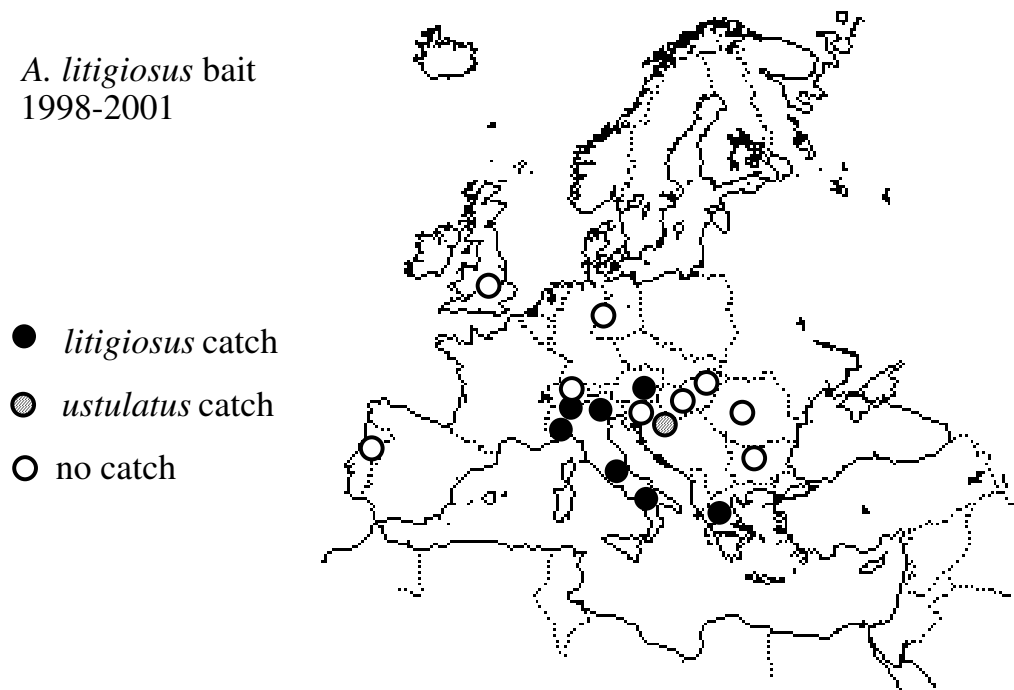 A. litigiosus bait
1998-2001
litigiosus catch
ustulatus catch
no catch